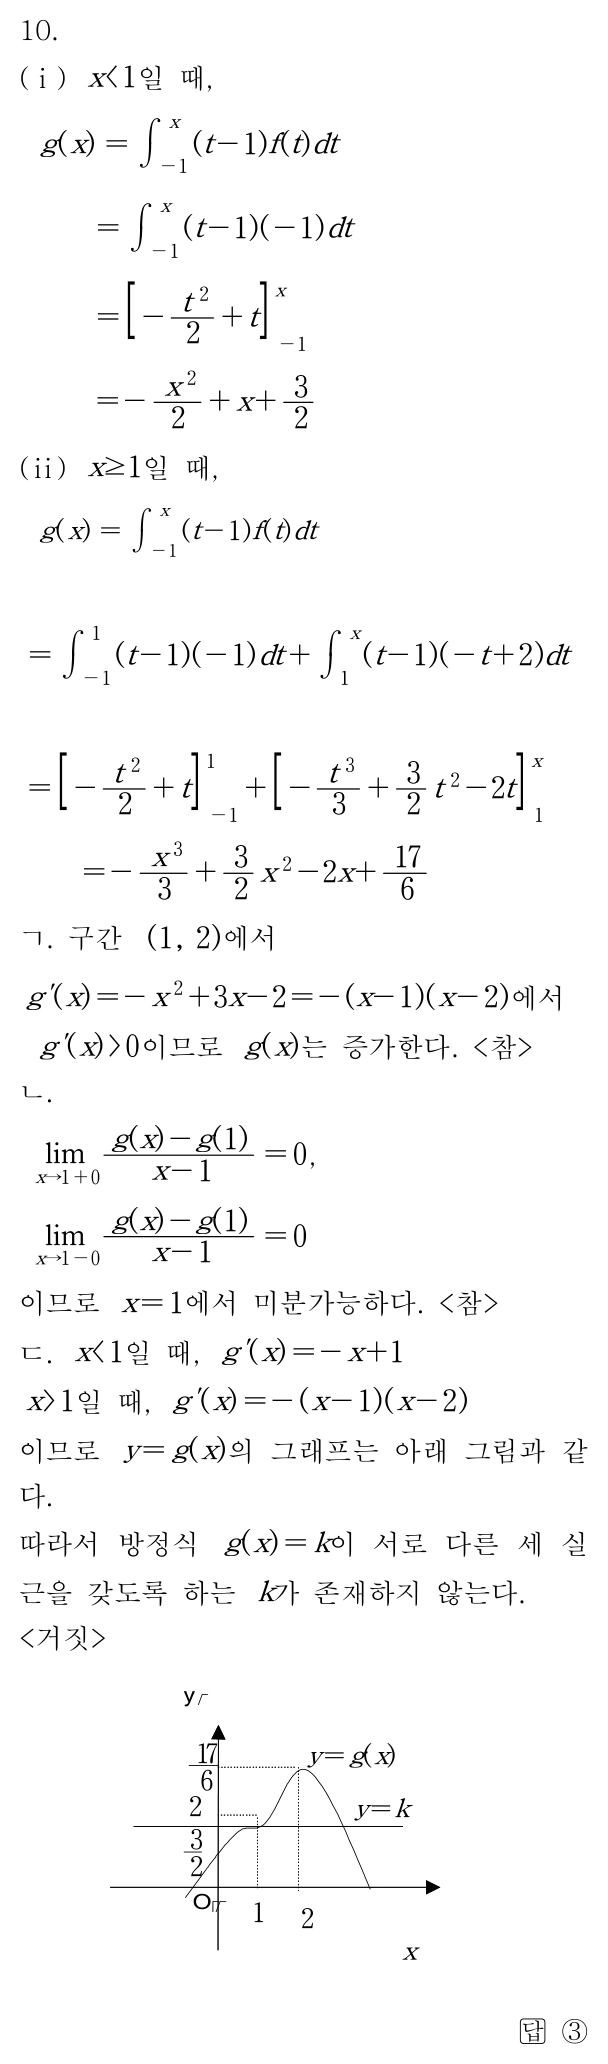 10.
(ⅰ) x<1일 때,
g(x)=∫_{-1}^{x}(t-1)f(t)dt
=∫_{-1}^{x}(t-1)(-1)dt
=[-t²/2+t]_{-1}^{x}
=-x²/2+x+3/2
(ⅱ) x≥1일 때,
g(x)=∫_{-1}^{x}(t-1)f(t)dt
=∫_{-1}^{1}(t-1)(-1)dt+∫_{1}^{x}(t-1)(-t+2)dt
=[-t²/2+t]_{-1}^{1}+[-t³/3+3/2 t²-2t]_{1}^{x}
=-x³/3+3/2 x²-2x+17/6
ㄱ. 구간 (1, 2)에서
g′(x)=-x²+3x-2=-(x-1)(x-2)에서
g′(x)>0이므로 g(x)는 증가한다. <참>
ㄴ.
lim_{x→1+0} (g(x)-g(1))/(x-1)=0,
lim_{x→1-0} (g(x)-g(1))/(x-1)=0
이므로 x=1에서 미분가능하다. <참>
ㄷ. x<1일 때, g′(x)=-x+1
x>1일 때, g′(x)=-(x-1)(x-2)
이므로 y=g(x)의 그래프는 아래 그림과 같
다.
따라서 방정식 g(x)=k이 서로 다른 세 실
근을 갖도록 하는 k가 존재하지 않는다.
<거짓>
y
17/6
y=g(x)
2
y=k
3/2
O
1
2
x
답 ③